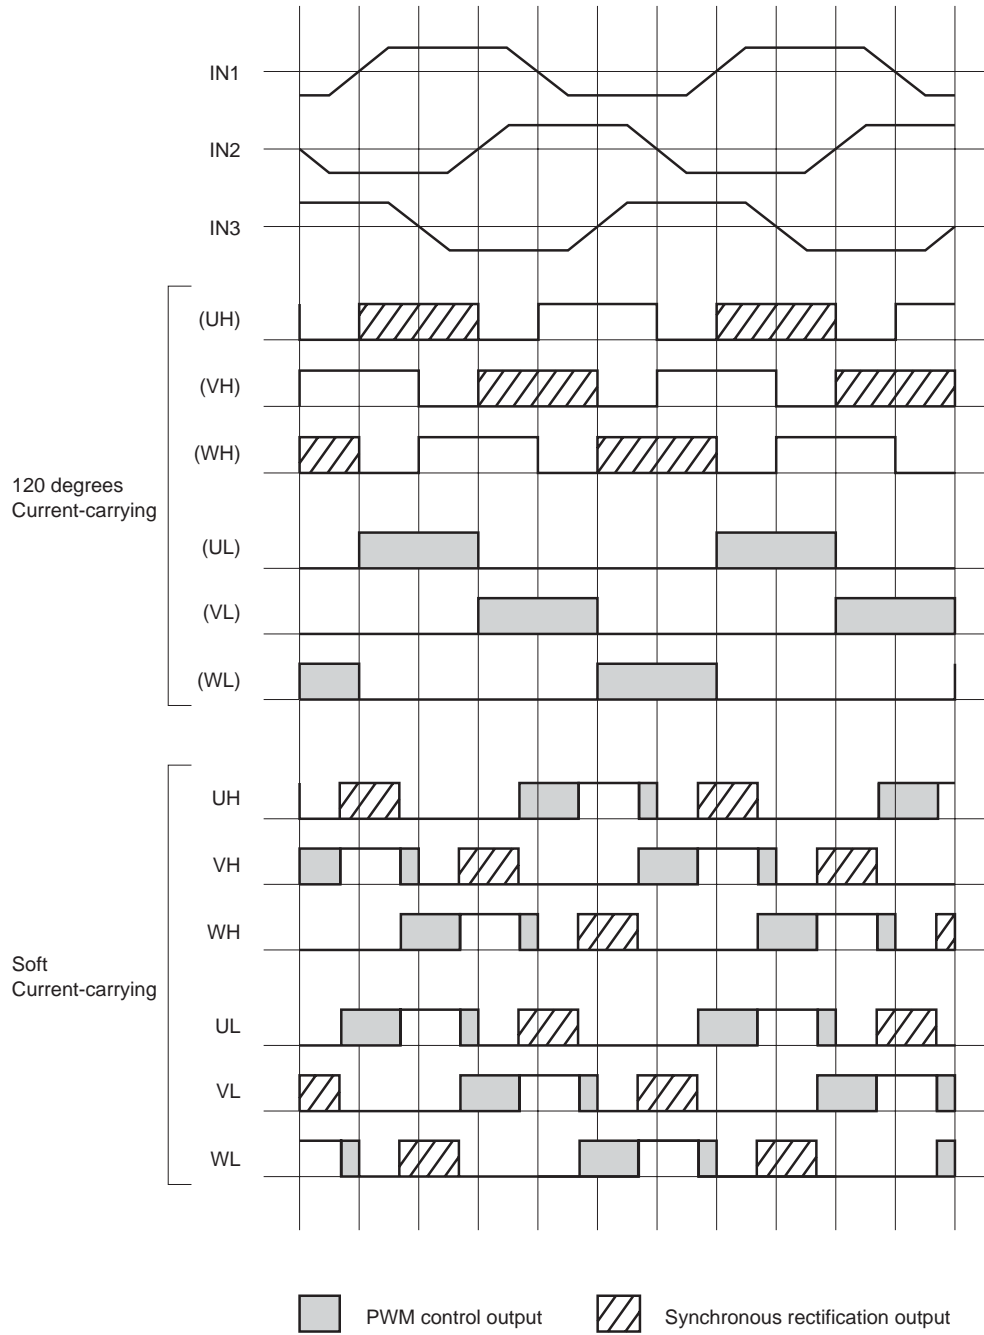 IN1
IN2
IN3
(UH)
(VH)
(WH)
120 degrees
Current-carrying
(UL)
(VL)
(WL)
UH
VH
WH
Soft
Current-carrying
UL
VL
WL
PWM control output
Synchronous rectification output